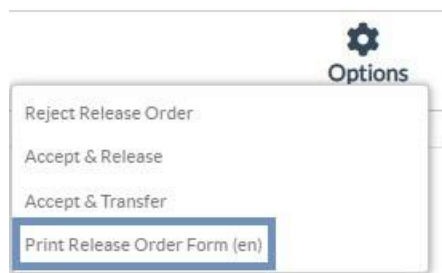 Options
Reject Release Order
Accept & Release
Accept & Transfer
Print Release Order Form (en)